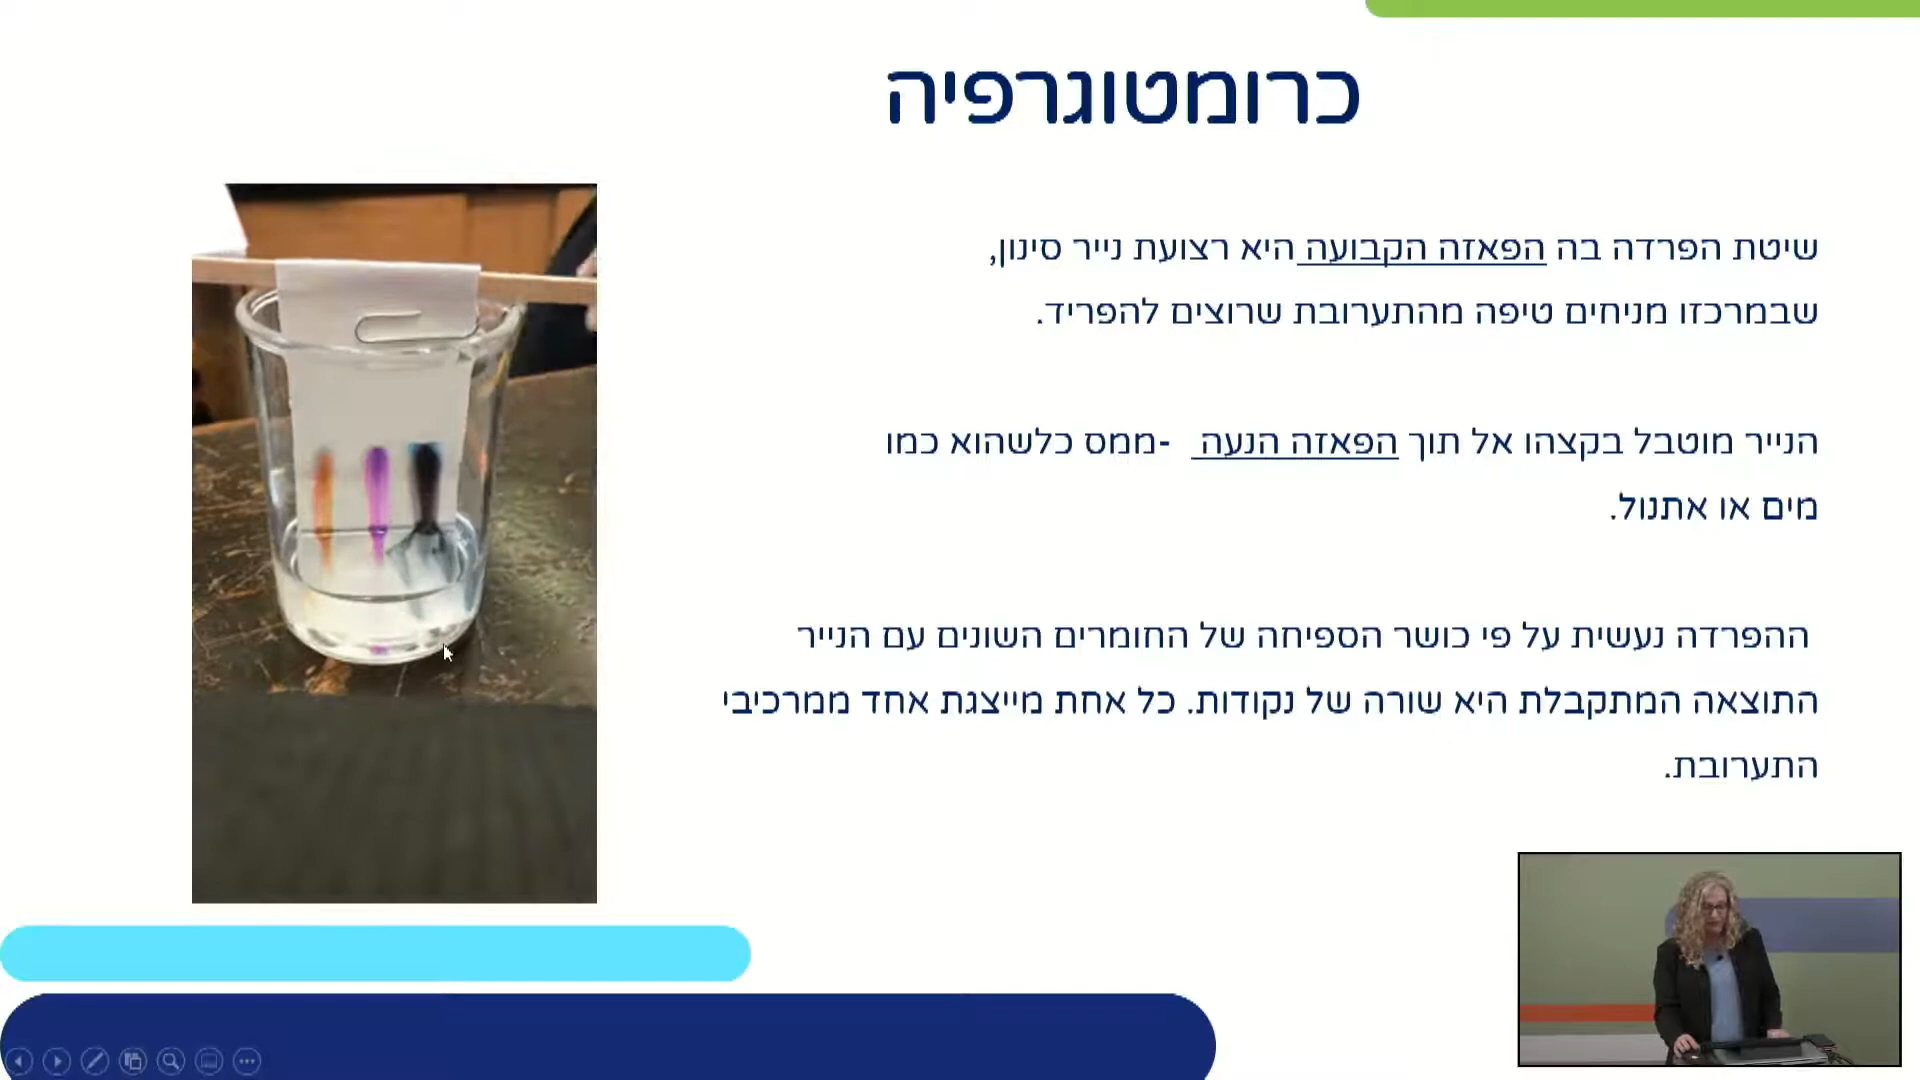 כרומטוגרפיה
שיטת הפרדה בה הפאזה הקבועה היא רצועת נייר סינון,
שבמרכזו מניחים טיפה מהתערובת שרוצים להפריד.
הנייר מוטבל בקצהו אל תוך הפאזה הנעה -ממס כלשהוא כמו
מים או אתנול.
ההפרדה נעשית על פי כושר הספיחה של החומרים השונים עם הנייר
התוצאה המתקבלת היא שורה של נקודות. כל אחת מייצגת אחד ממרכיבי
התערובת.